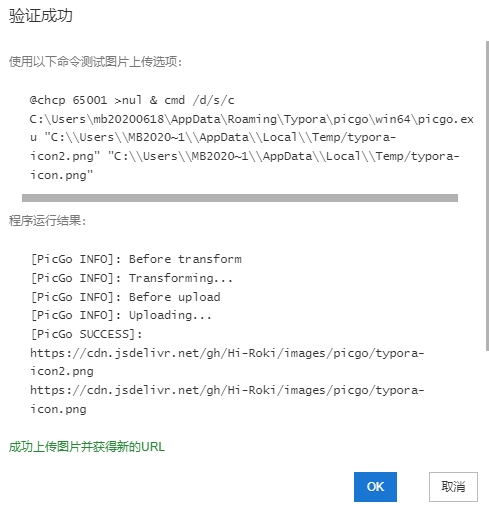 验证成功
使用以下命令测试图片上传选项:
@chcp 65001 >nul & cmd /d/s/c
C:\Users\mb20200618\AppData\Roaming\Typora\picgo\win64\picgo.ex
u "C:\\Users\\MB2020~1\\AppData\\Local\\Temp/typora-
icon2.png" "C:\\Users\\MB2020~1\\AppData\\Local\\Temp/typora-
icon.png"
程序运行结果:
[PicGo INFO]: Before transform
[PicGo INFO]: Transforming...
[PicGo INFO]: Before upload
[PicGo INFO]: Uploading...
[PicGo SUCCESS]:
https://cdn.jsdelivr.net/gh/Hi-Roki/images/picgo/typora-
icon2.png
https://cdn.jsdelivr.net/gh/Hi-Roki/images/picgo/typora-
icon.png
成功上传图片并获得新的URL
OK 取消